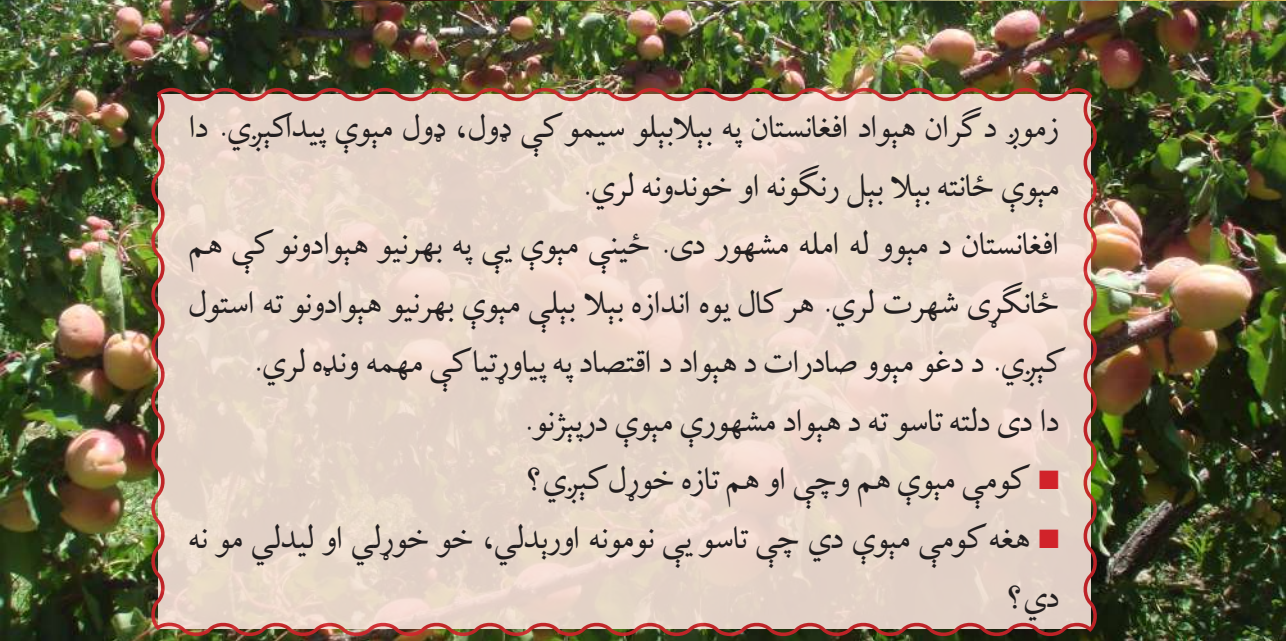 زموږ د ګران هېواد افغانستان په بېلابېلو سیمو کې ډول، ډول مېوې پیداکېږي. دا
مېوې ځانته بېلا بېل رنګونه او خوندونه لري.
افغانستان د مېوو له امله مشهور دی. ځینې مېوې یې په بهرنیو هېوادونو کې هم
ځانګړی شهرت لري. هر کال یوه اندازه بېلا بېلې مېوې بهرنیو هېوادونو ته استول
کېږي. د دغو مېوو صادرات د هېواد د اقتصاد په پیاوړتیا کې مهمه ونډه لري.
دا دی دلته تاسو ته د هېواد مشهورې مېوې درپېژنو.
■ کومې مېوې هم وچې او هم تازه خوړل کېږي؟
■ هغه کومې مېوې دي چې تاسو یې نومونه اورېدلي، خو خوړلې او لیدلې مو نه
دي؟